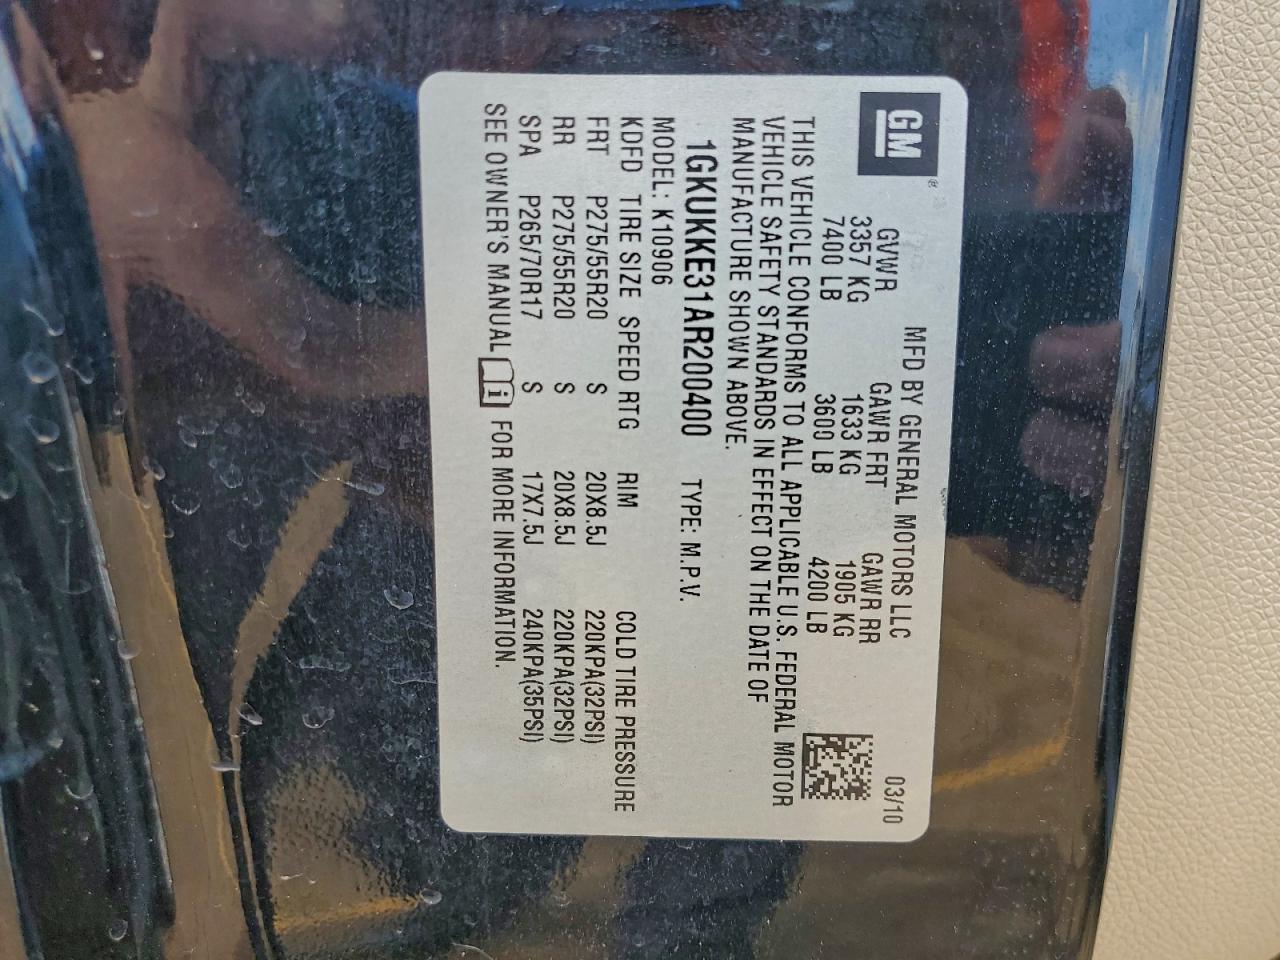 GM®
MFD BY GENERAL MOTORS LLC 03/10
GVWR GAWR FRT GAWR RR
3357 KG 1633 KG 1905 KG
7400 LB 3600 LB 4200 LB
THIS VEHICLE CONFORMS TO ALL APPLICABLE U.S. FEDERAL MOTOR
VEHICLE SAFETY STANDARDS IN EFFECT ON THE DATE OF
MANUFACTURE SHOWN ABOVE.
1GKUKKE31AR200400 TYPE: M.P.V.
MODEL: K10906
KDFD TIRE SIZE SPEED RTG RIM COLD TIRE PRESSURE
FRT P275/55R20 S 20X8.5J 220KPA(32PSI)
RR P275/55R20 S 20X8.5J 220KPA(32PSI)
SPA P265/70R17 S 17X7.5J 240KPA(35PSI)
SEE OWNER'S MANUAL i FOR MORE INFORMATION.